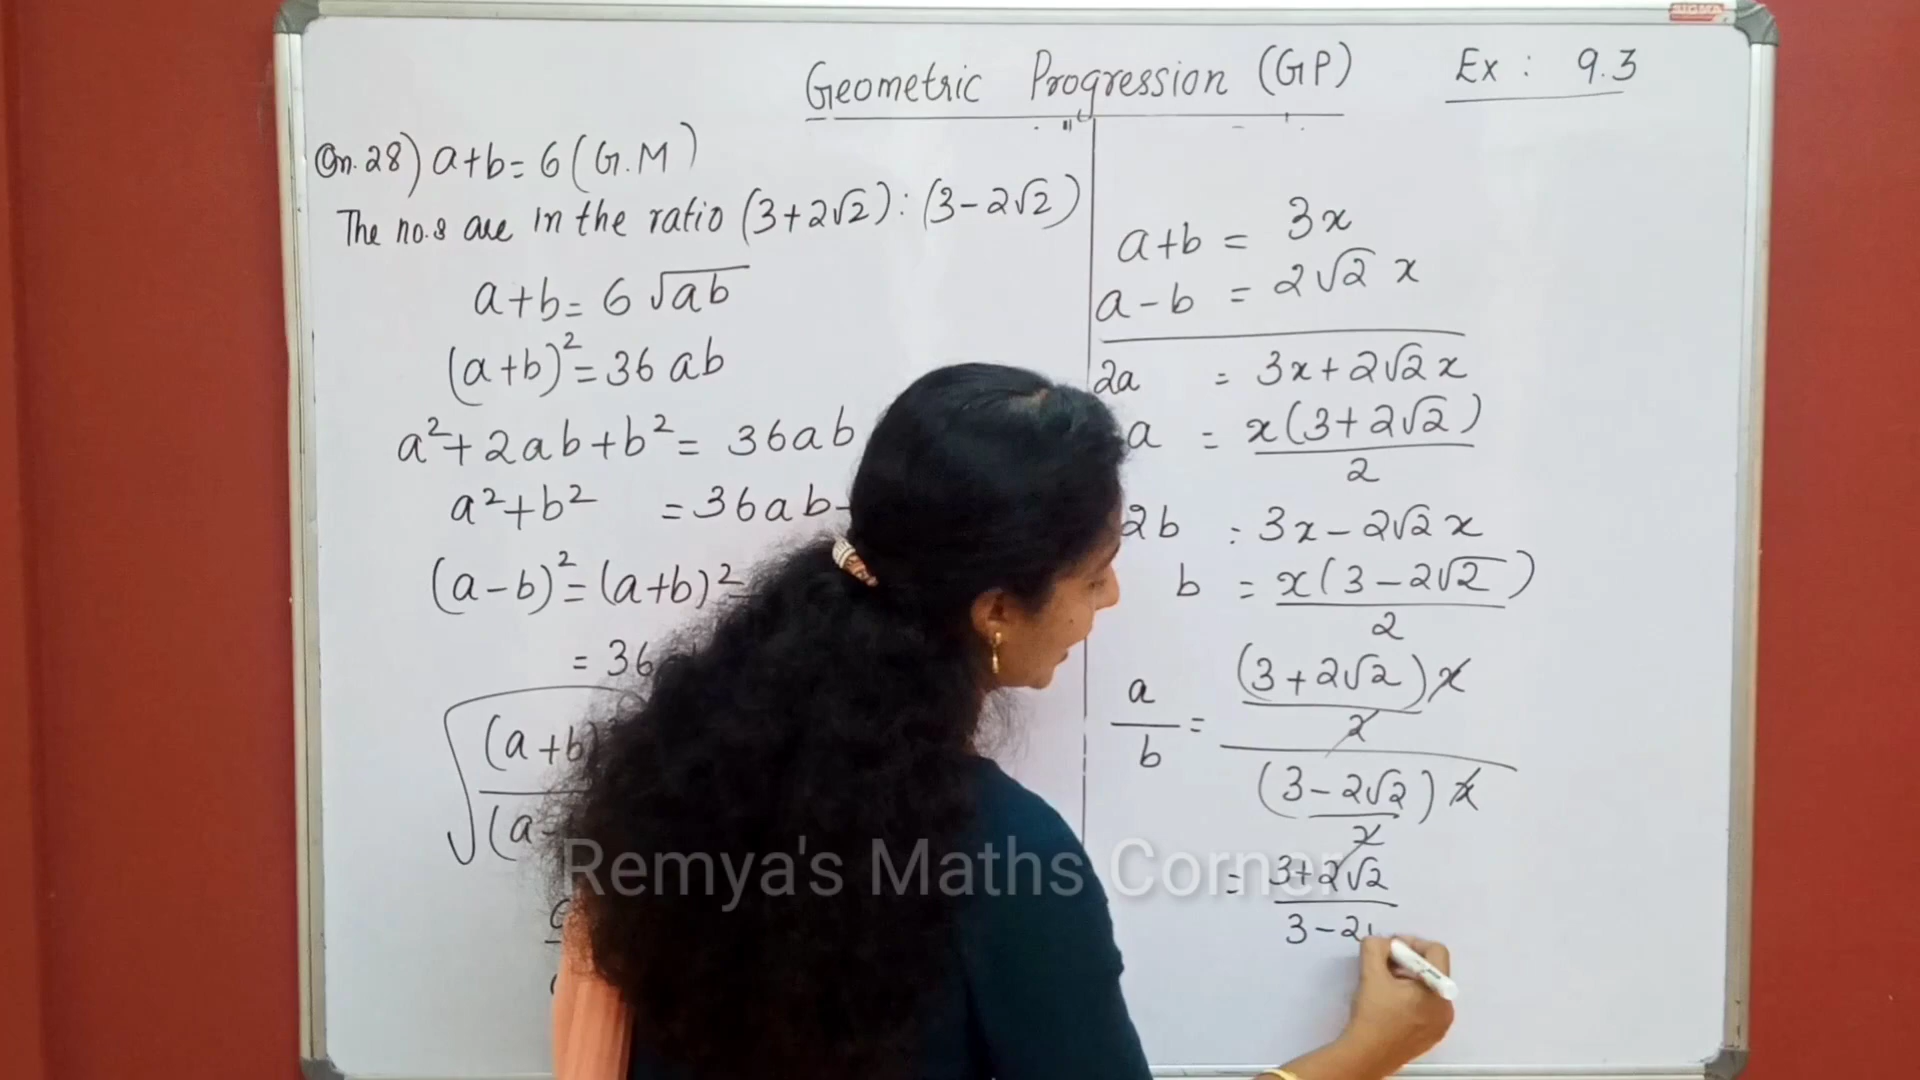 SIGMA
Geometric Progression (GP)
Ex : 9.3
Qn. 28) a+b = 6 (G.M)
The no.s are in the ratio (3+2√2) : (3-2√2)
a+b = 6√ab
(a+b)² = 36 ab
a²+2ab+b² = 36ab
a²+b² = 36ab-
(a-b)² = (a+b)²-
= 36
√(a+b)
(a-
a+b = 3x
a-b = 2√2 x
2a = 3x+2√2 x
a = x(3+2√2)
2
2b = 3x-2√2 x
b = x(3-2√2)
2
a/b = (3+2√2)x
2
(3-2√2)x
2
= 3+2√2
3-2
Remya's Maths Corner